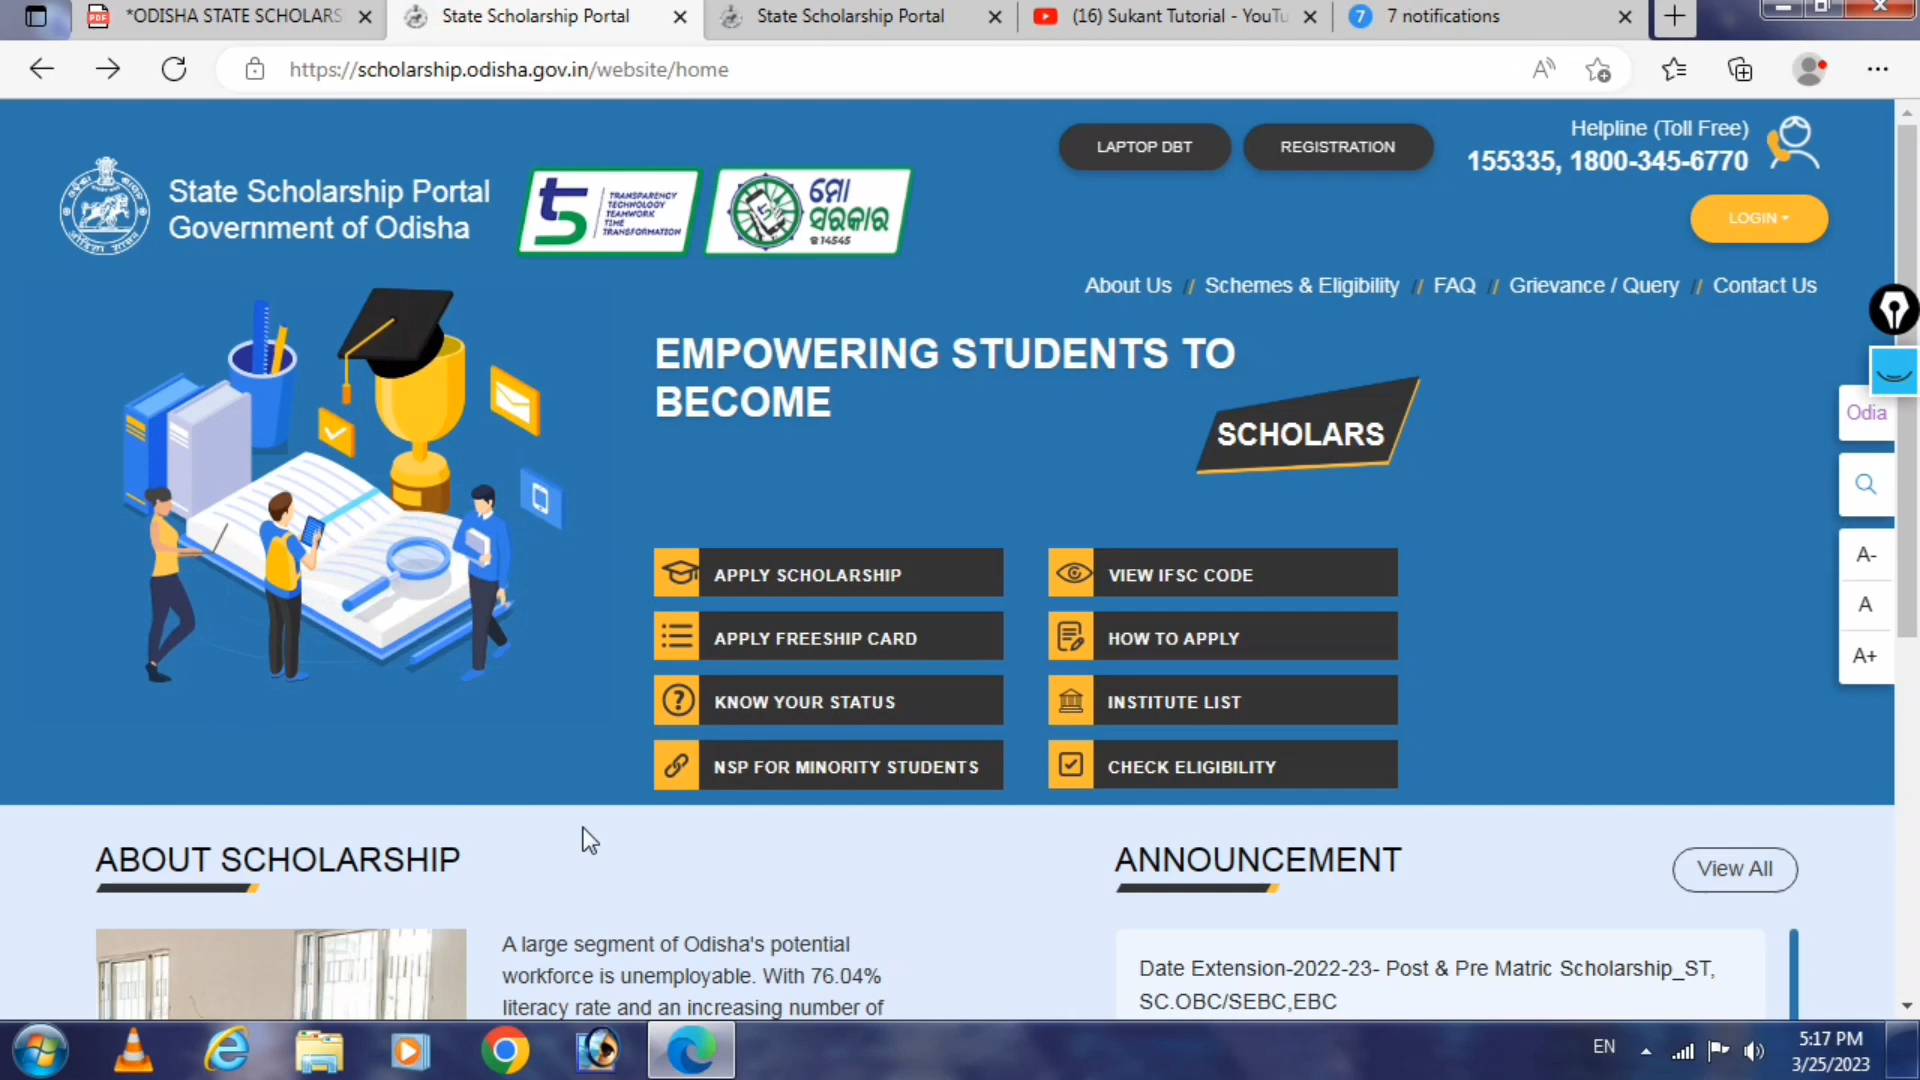 *ODISHA STATE SCHOLARS
State Scholarship Portal
State Scholarship Portal
(16) Sukant Tutorial - YouTu
7
7 notifications
https://scholarship.odisha.gov.in/website/home
State Scholarship Portal
Government of Odisha
t5
TRANSPARENCY
TECHNOLOGY
TEAMWORK
TIME
TRANSFORMATION
ମୋ
ସରକାର
☎14545
LAPTOP DBT
REGISTRATION
Helpline (Toll Free)
155335, 1800-345-6770
LOGIN
About Us // Schemes & Eligibility // FAQ // Grievance / Query // Contact Us
EMPOWERING STUDENTS TO
BECOME
SCHOLARS
Odia
A-
A
A+
APPLY SCHOLARSHIP
VIEW IFSC CODE
APPLY FREESHIP CARD
HOW TO APPLY
KNOW YOUR STATUS
INSTITUTE LIST
NSP FOR MINORITY STUDENTS
CHECK ELIGIBILITY
ABOUT SCHOLARSHIP
A large segment of Odisha's potential
workforce is unemployable. With 76.04%
literacy rate and an increasing number of
ANNOUNCEMENT
View All
Date Extension-2022-23- Post & Pre Matric Scholarship_ST,
SC.OBC/SEBC,EBC
EN
5:17 PM
3/25/2023